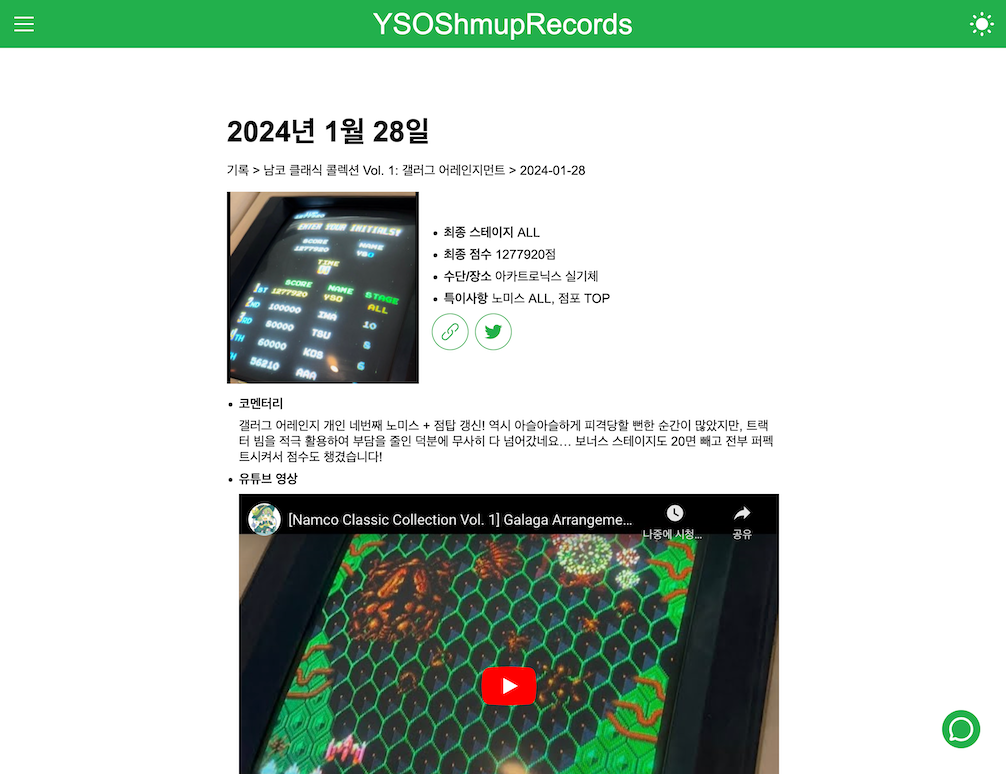 YSOShmupRecords
2024년 1월 28일
기록 > 남코 클래식 콜렉션 Vol. 1: 갤러그 어레인지먼트 > 2024-01-28
1277920
ENTER YOUR INITIALS!
SCORE NAME
1277920 YSO
TIME
00
SCORE NAME STAGE
1ST 1277920 YSO ALL
2ND 100000 IWA 10
3RD 80000 TSU 8
4TH 60000 KOB 6
TH 56210 AAA
최종 스테이지 ALL
최종 점수 1277920점
수단/장소 아카트로닉스 실기체
특이사항 노미스 ALL, 점포 TOP
코멘터리
갤러그 어레인지 개인 네번째 노미스 + 점탑 갱신! 역시 아슬아슬하게 피격당할 뻔한 순간이 많았지만, 트랙
터 빔을 적극 활용하여 부담을 줄인 덕분에 무사히 다 넘어갔네요… 보너스 스테이지도 20면 빼고 전부 퍼펙
트시켜서 점수도 챙겼습니다!
유튜브 영상
[Namco Classic Collection Vol. 1] Galaga Arrangeme...
나중에 시청...
공유